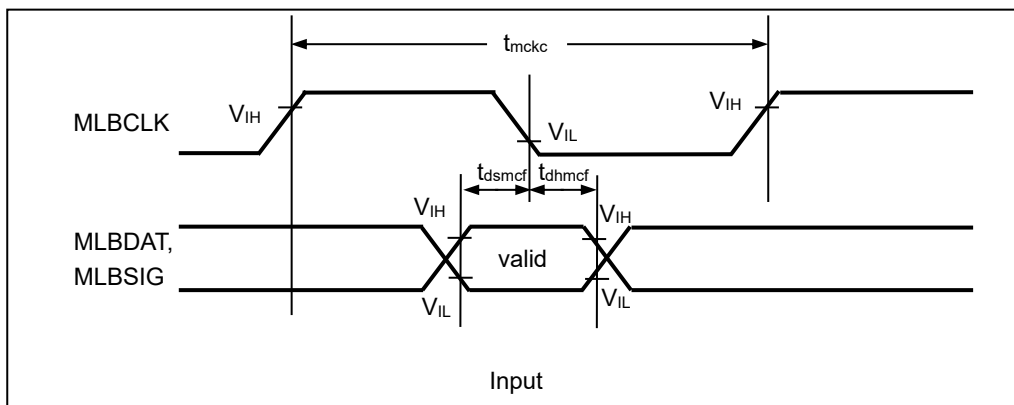 tmckc
VIH
MLBCLK
VIL
VIH
tdsmcf
tdhmcf
VIH
VIH
MLBDAT,
MLBSIG
valid
VIL
VIL
Input